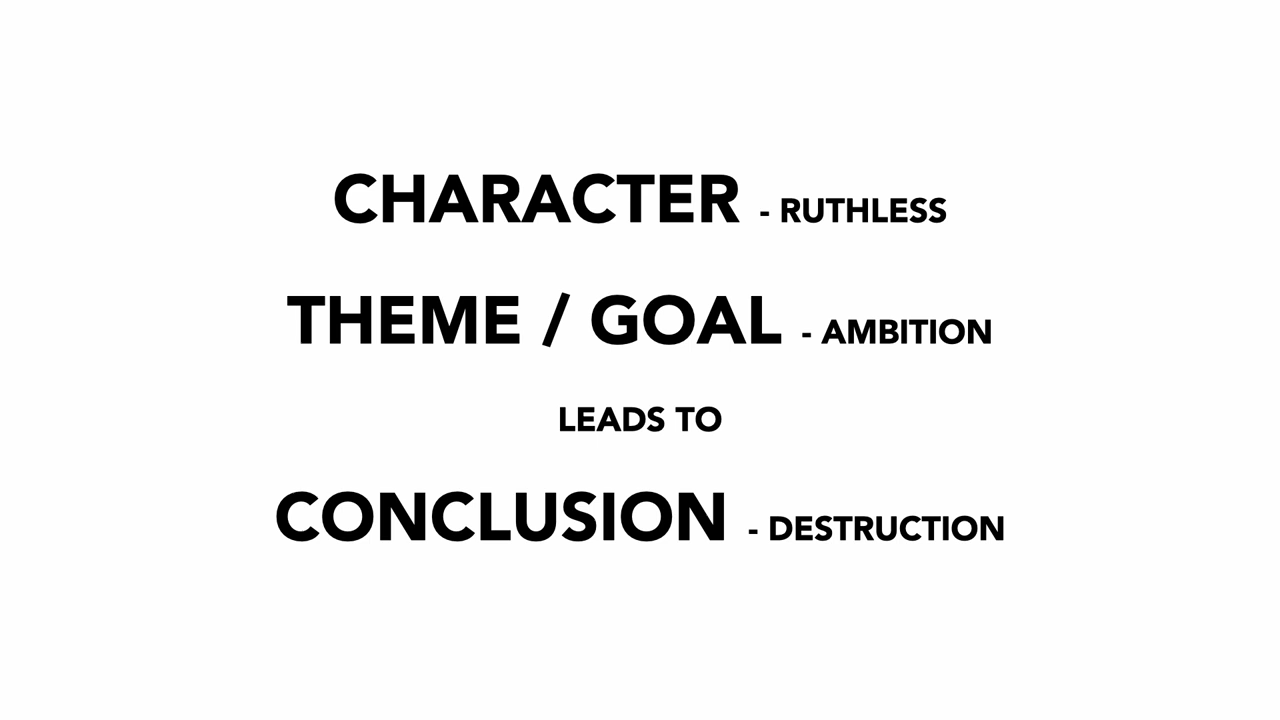 CHARACTER - RUTHLESS
THEME / GOAL - AMBITION
LEADS TO
CONCLUSION - DESTRUCTION